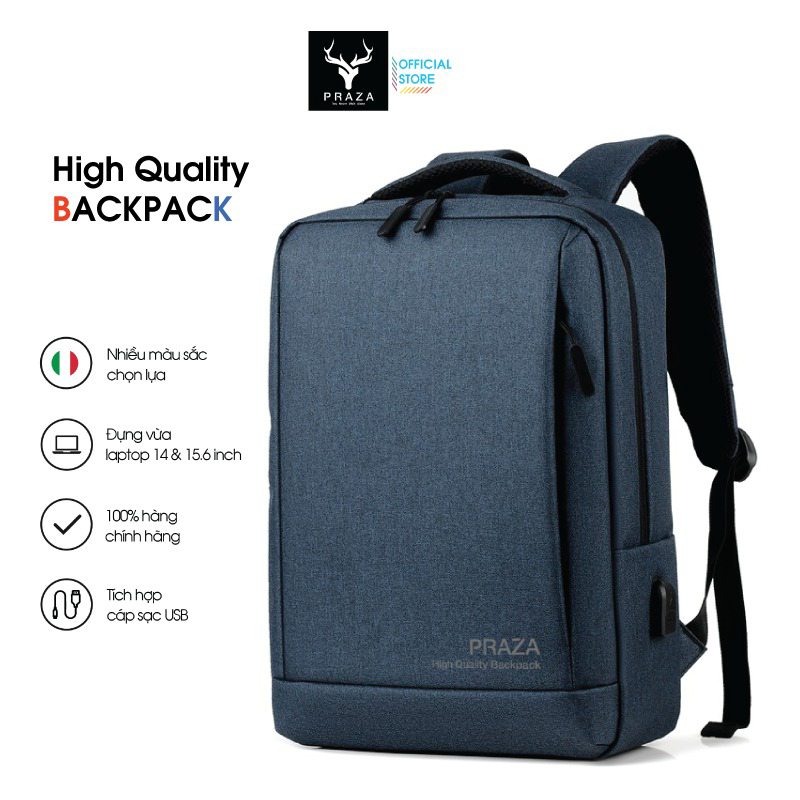 PRAZA
OFFICIAL
STORE
High Quality
BACKPACK
Nhiều màu sắc
chọn lựa
Đựng vừa
laptop 14 & 15.6 inch
100% hàng
chính hãng
Tích hợp
cáp sạc USB
PRAZA
High Quality Backpack